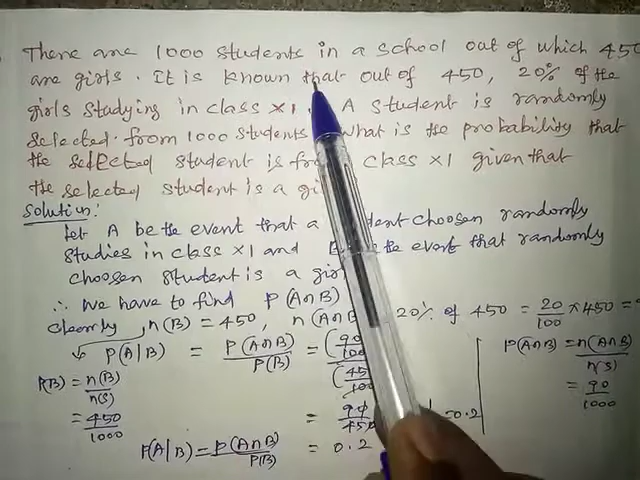 There are 1000 students in a school out of which 450
are girls. It is known that out of 450, 20% of the
girls studying in class XI. A student is randomly
selected from 1000 students what is the probability that
the selected student is from class XI given that
the selected student is a
Solution:
Let A be the event that a choosen randomly
studies in class XI and the event that randomly
choosen student is a
∴ We have to find P(A∩B)
Clearly n(B) = 450, n(A∩B) 20% of 450 = 20/100 × 450 =
P(A|B) = P(A∩B)/P(B) = P(A∩B) = n(A∩B)/n(S)
P(B) = n(B)/n(S) = 90/1000
= 450/1000 = 90/450 = 0.2
P(A|B) = P(A∩B)/P(B) = 0.2